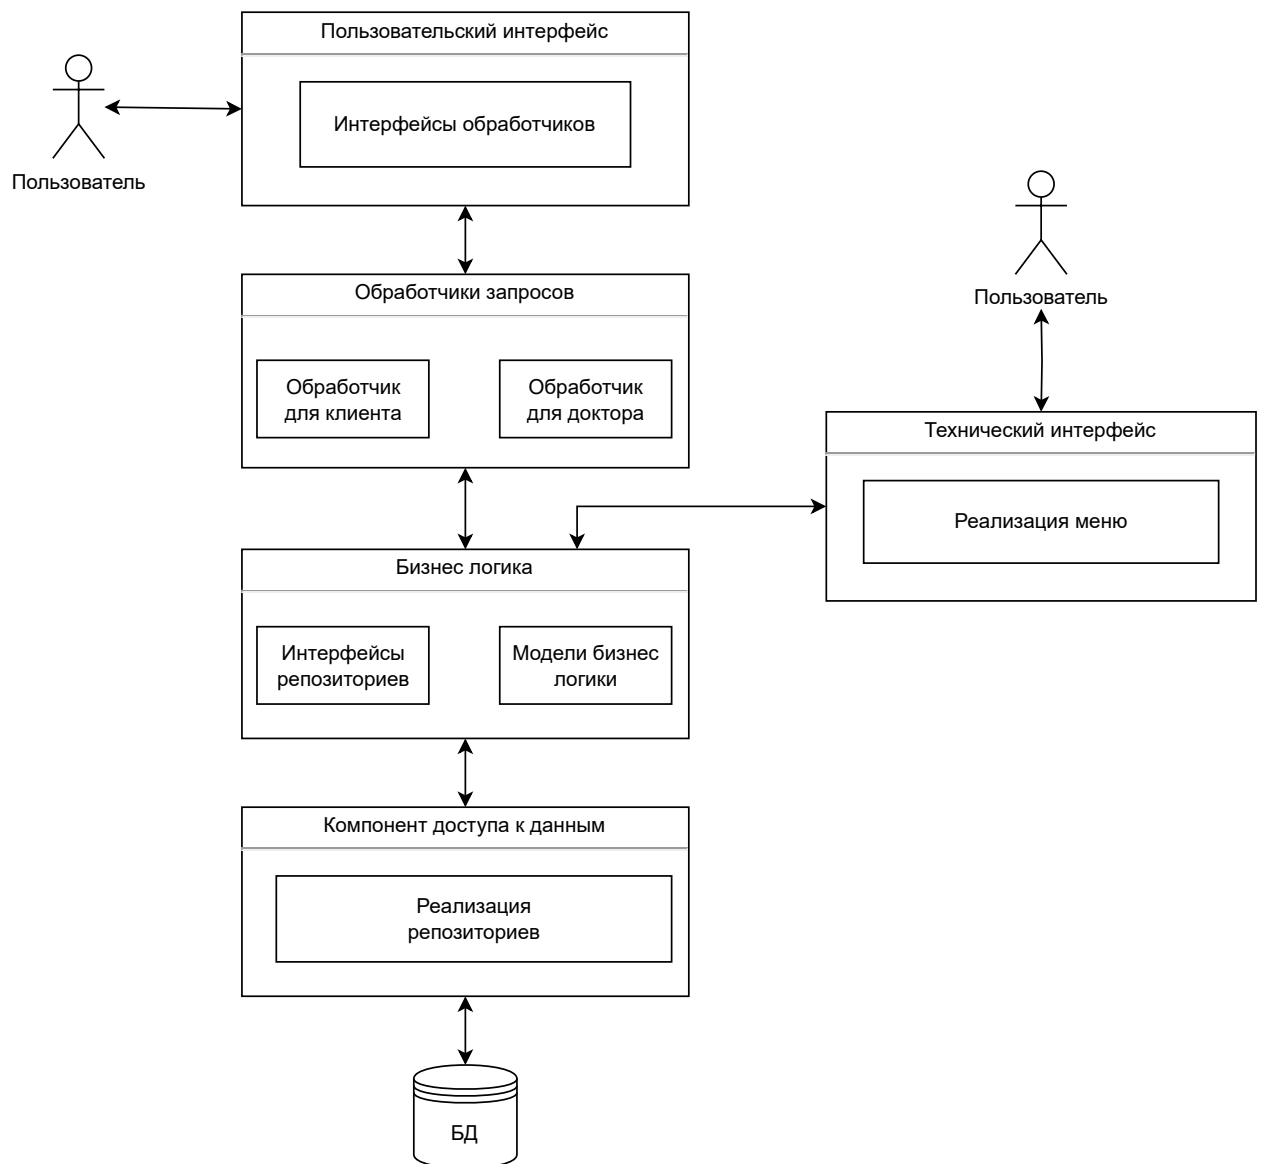 Пользовательский интерфейс
Интерфейсы обработчиков
Пользователь
Обработчики запросов
Обработчик
для клиента
Обработчик
для доктора
Пользователь
Технический интерфейс
Реализация меню
Бизнес логика
Интерфейсы
репозиториев
Модели бизнес
логики
Компонент доступа к данным
Реализация
репозиториев
БД